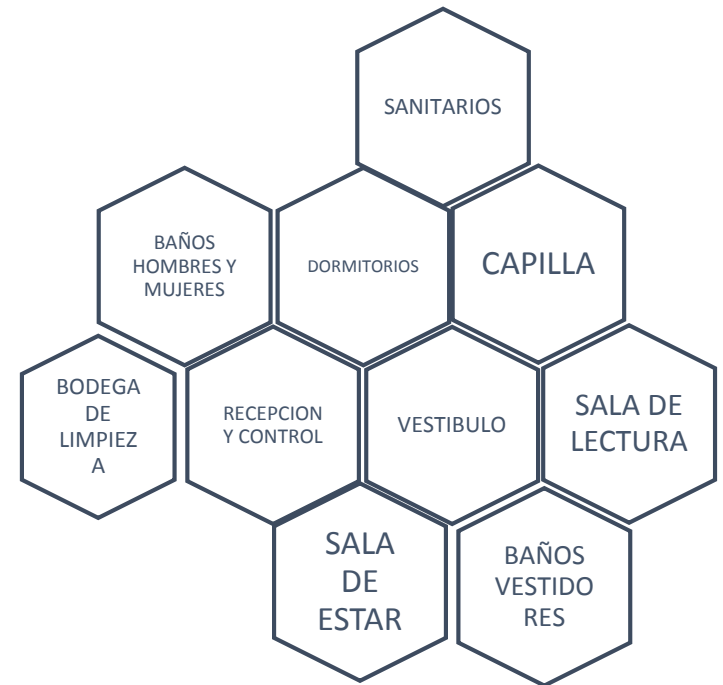 SANITARIOS
BAÑOS
HOMBRES Y
MUJERES
DORMITORIOS
CAPILLA
BODEGA
DE
LIMPIEZ
A
RECEPCION
Y CONTROL
VESTIBULO
SALA DE
LECTURA
SALA
DE
ESTAR
BAÑOS
VESTIDO
RES